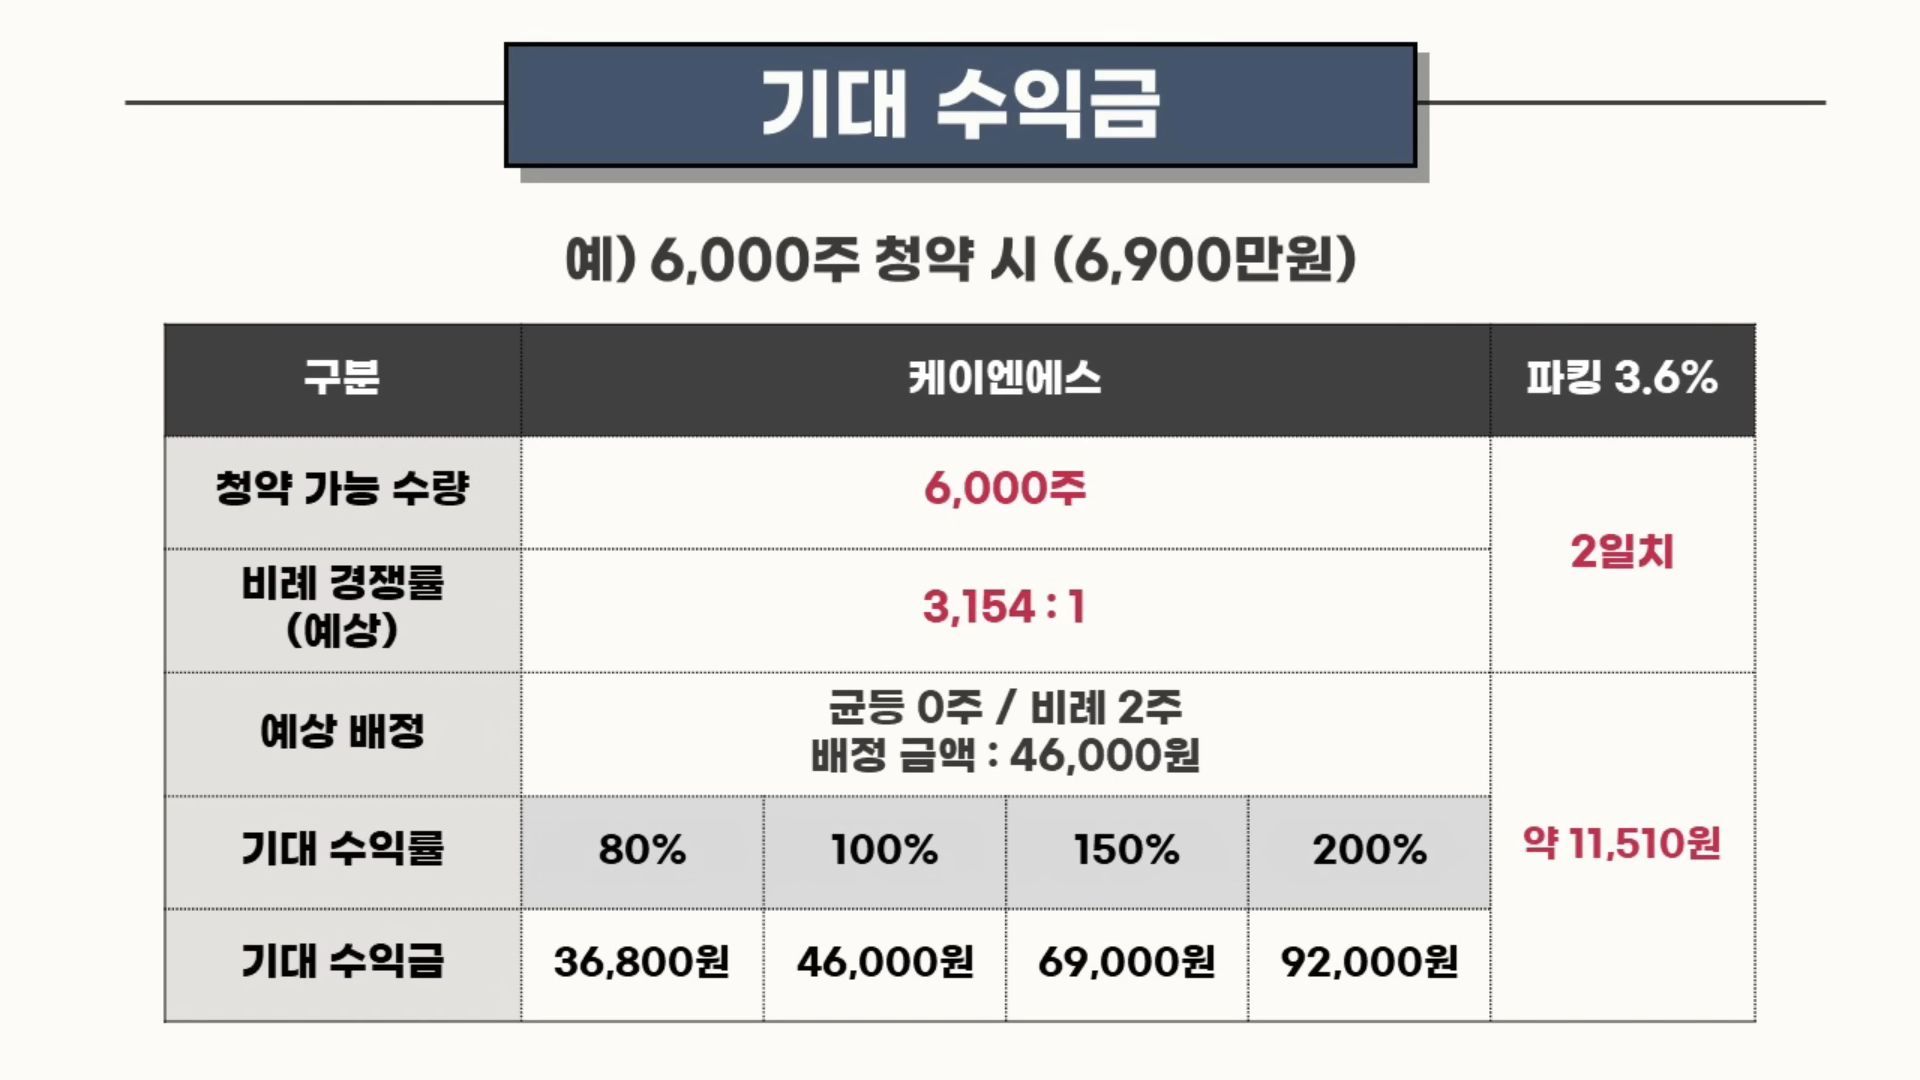 기대 수익금
예) 6,000주 청약 시 (6,900만원)
구분 케이엔에스 파킹 3.6%
청약 가능 수량 6,000주
2일치
비례 경쟁률
(예상)
3,154 : 1
예상 배정
균등 0주 / 비례 2주
배정 금액 : 46,000원
기대 수익률 80% 100% 150% 200%
약 11,510원
기대 수익금 36,800원 46,000원 69,000원 92,000원